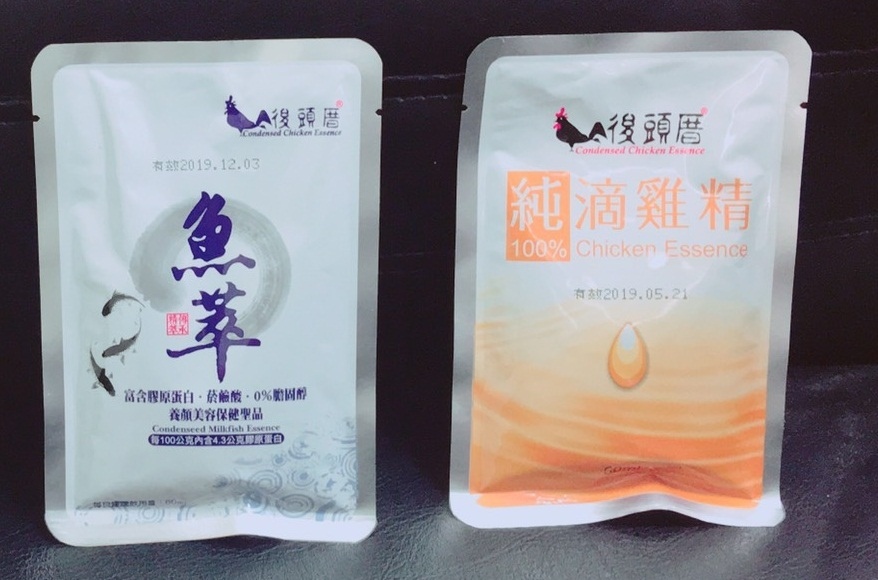 後頭厝®
Condensed Chicken Essence
有效2019.12.03
魚萃
富含膠原蛋白·菸鹼酸·0%膽固醇
養顏美容保健聖品
Condenseed Milkfish Essence
每100公克內含4.3公克膠原蛋白
後頭厝®
Condensed Chicken Essence
純滴雞精
100% Chicken Essence
有效2019.05.21
60ml